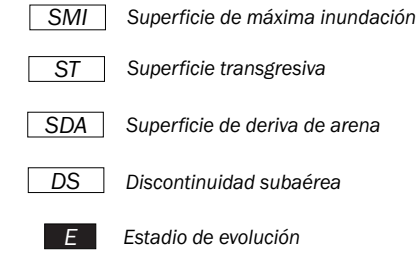 SMI Superficie de máxima inundación
ST Superficie transgresiva
SDA Superficie de deriva de arena
DS Discontinuidad subaérea
E Estadio de evolución